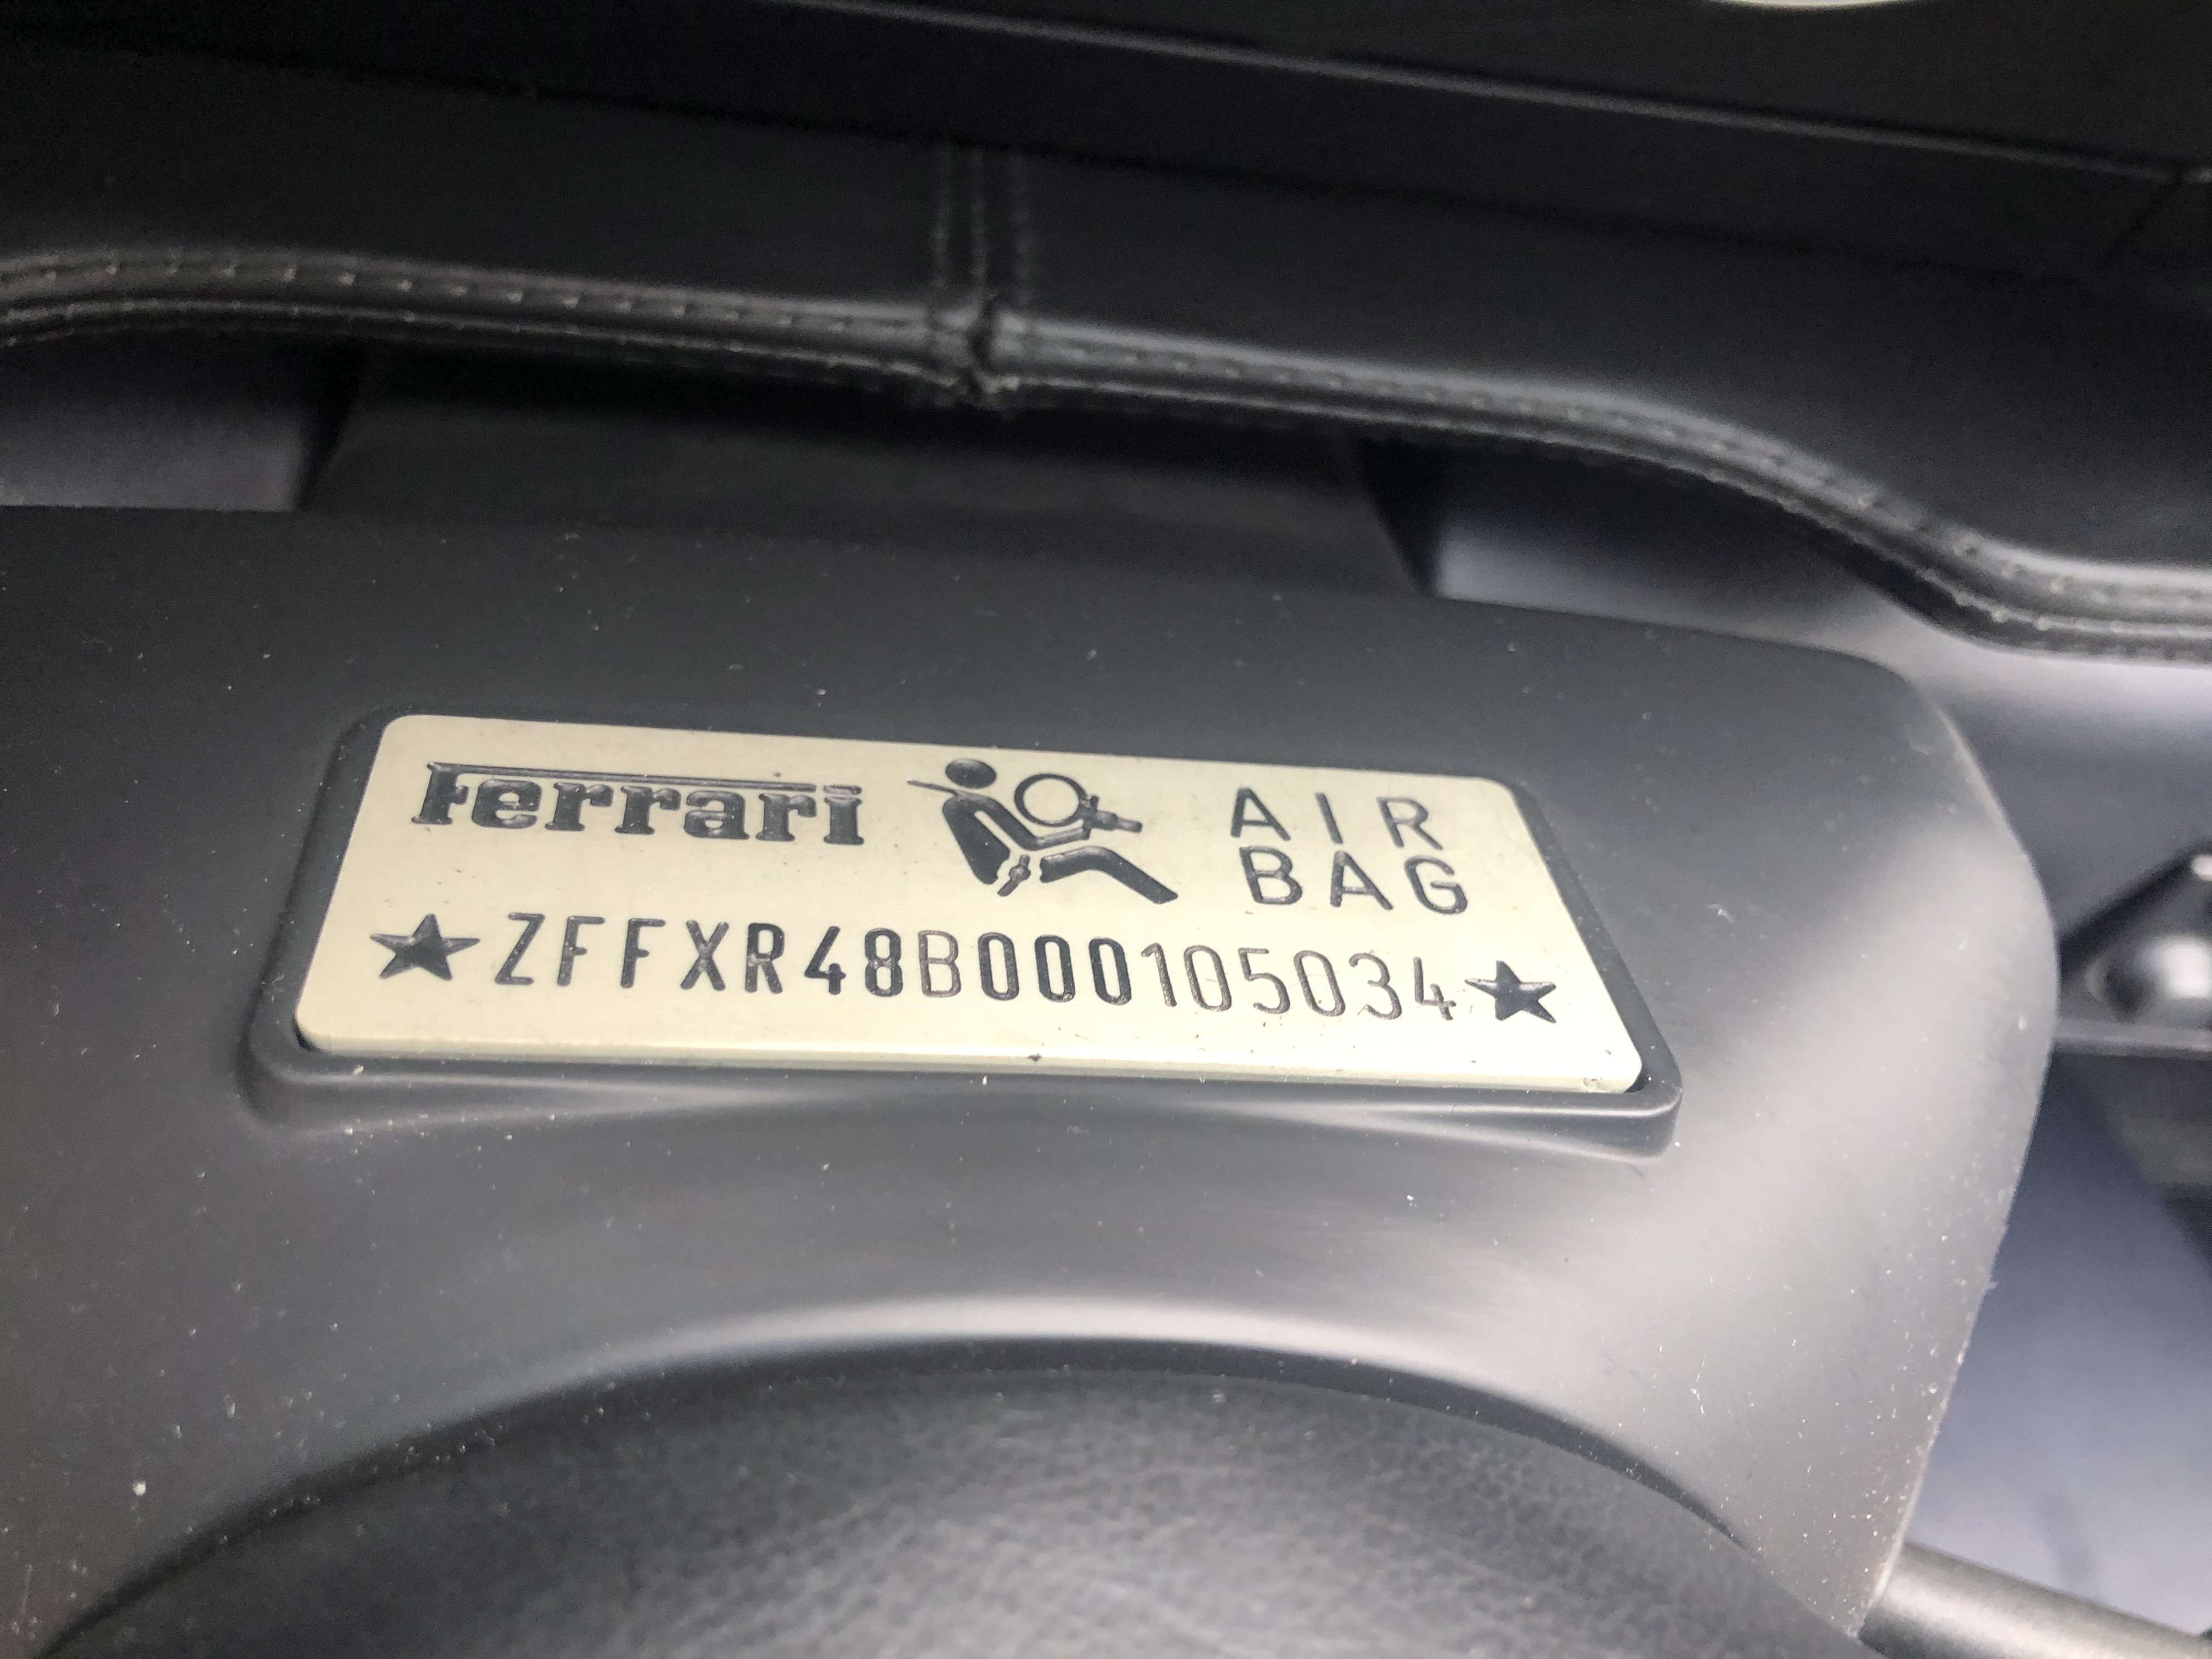 Ferrari
AIR
BAG
★ZFFXR48B000105034★